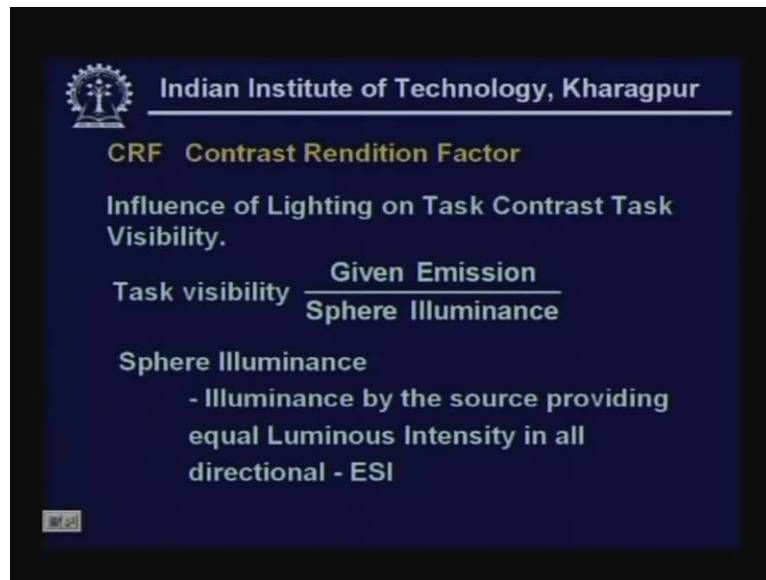 Indian Institute of Technology, Kharagpur
CRF Contrast Rendition Factor
Influence of Lighting on Task Contrast Task
Visibility.
Task visibility Given Emission
Sphere Illuminance
Sphere Illuminance
- Illuminance by the source providing
equal Luminous Intensity in all
directional - ESI